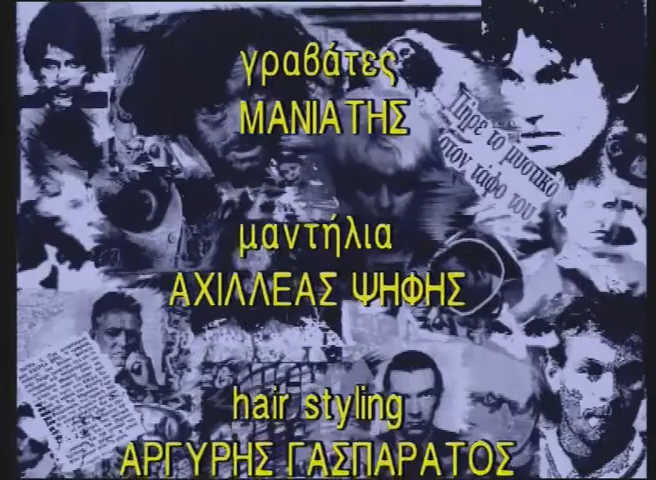 γραβάτες
ΜΑΝΙΑΤΗΣ
Πήρε το μυστικό
στον τάφο του
μαντήλια
ΑΧΙΛΛΕΑΣ ΨΗΦΗΣ
hair styling
ΑΡΓΥΡΗΣ ΓΑΣΠΑΡΑΤΟΣ